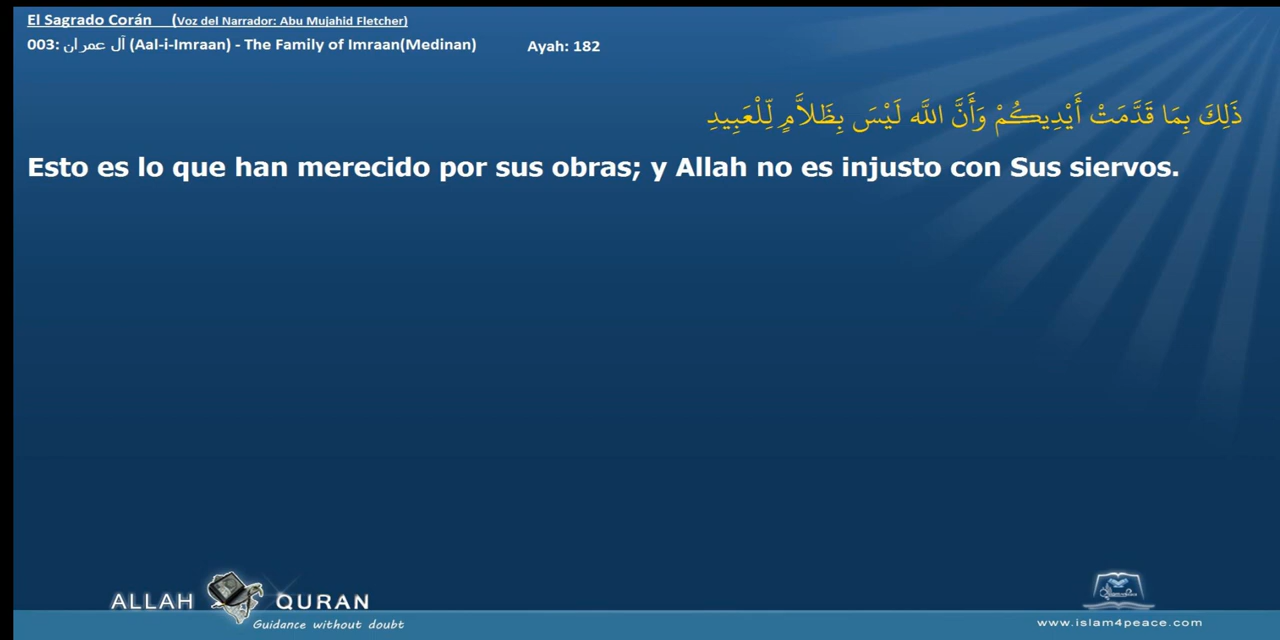 El Sagrado Corán (Voz del Narrador: Abu Mujahid Fletcher)
003: آل عمران (Aal-i-Imraan) - The Family of Imraan(Medinan) Ayah: 182
ذَلِكَ بِمَا قَدَّمَتْ أَيْدِيكُمْ وَأَنَّ اللَّه لَيْسَ بِظَلاَّمٍ لِّلْعَبِيدِ
Esto es lo que han merecido por sus obras; y Allah no es injusto con Sus siervos.
ALLAH QURAN
Guidance without doubt
www.islam4peace.com